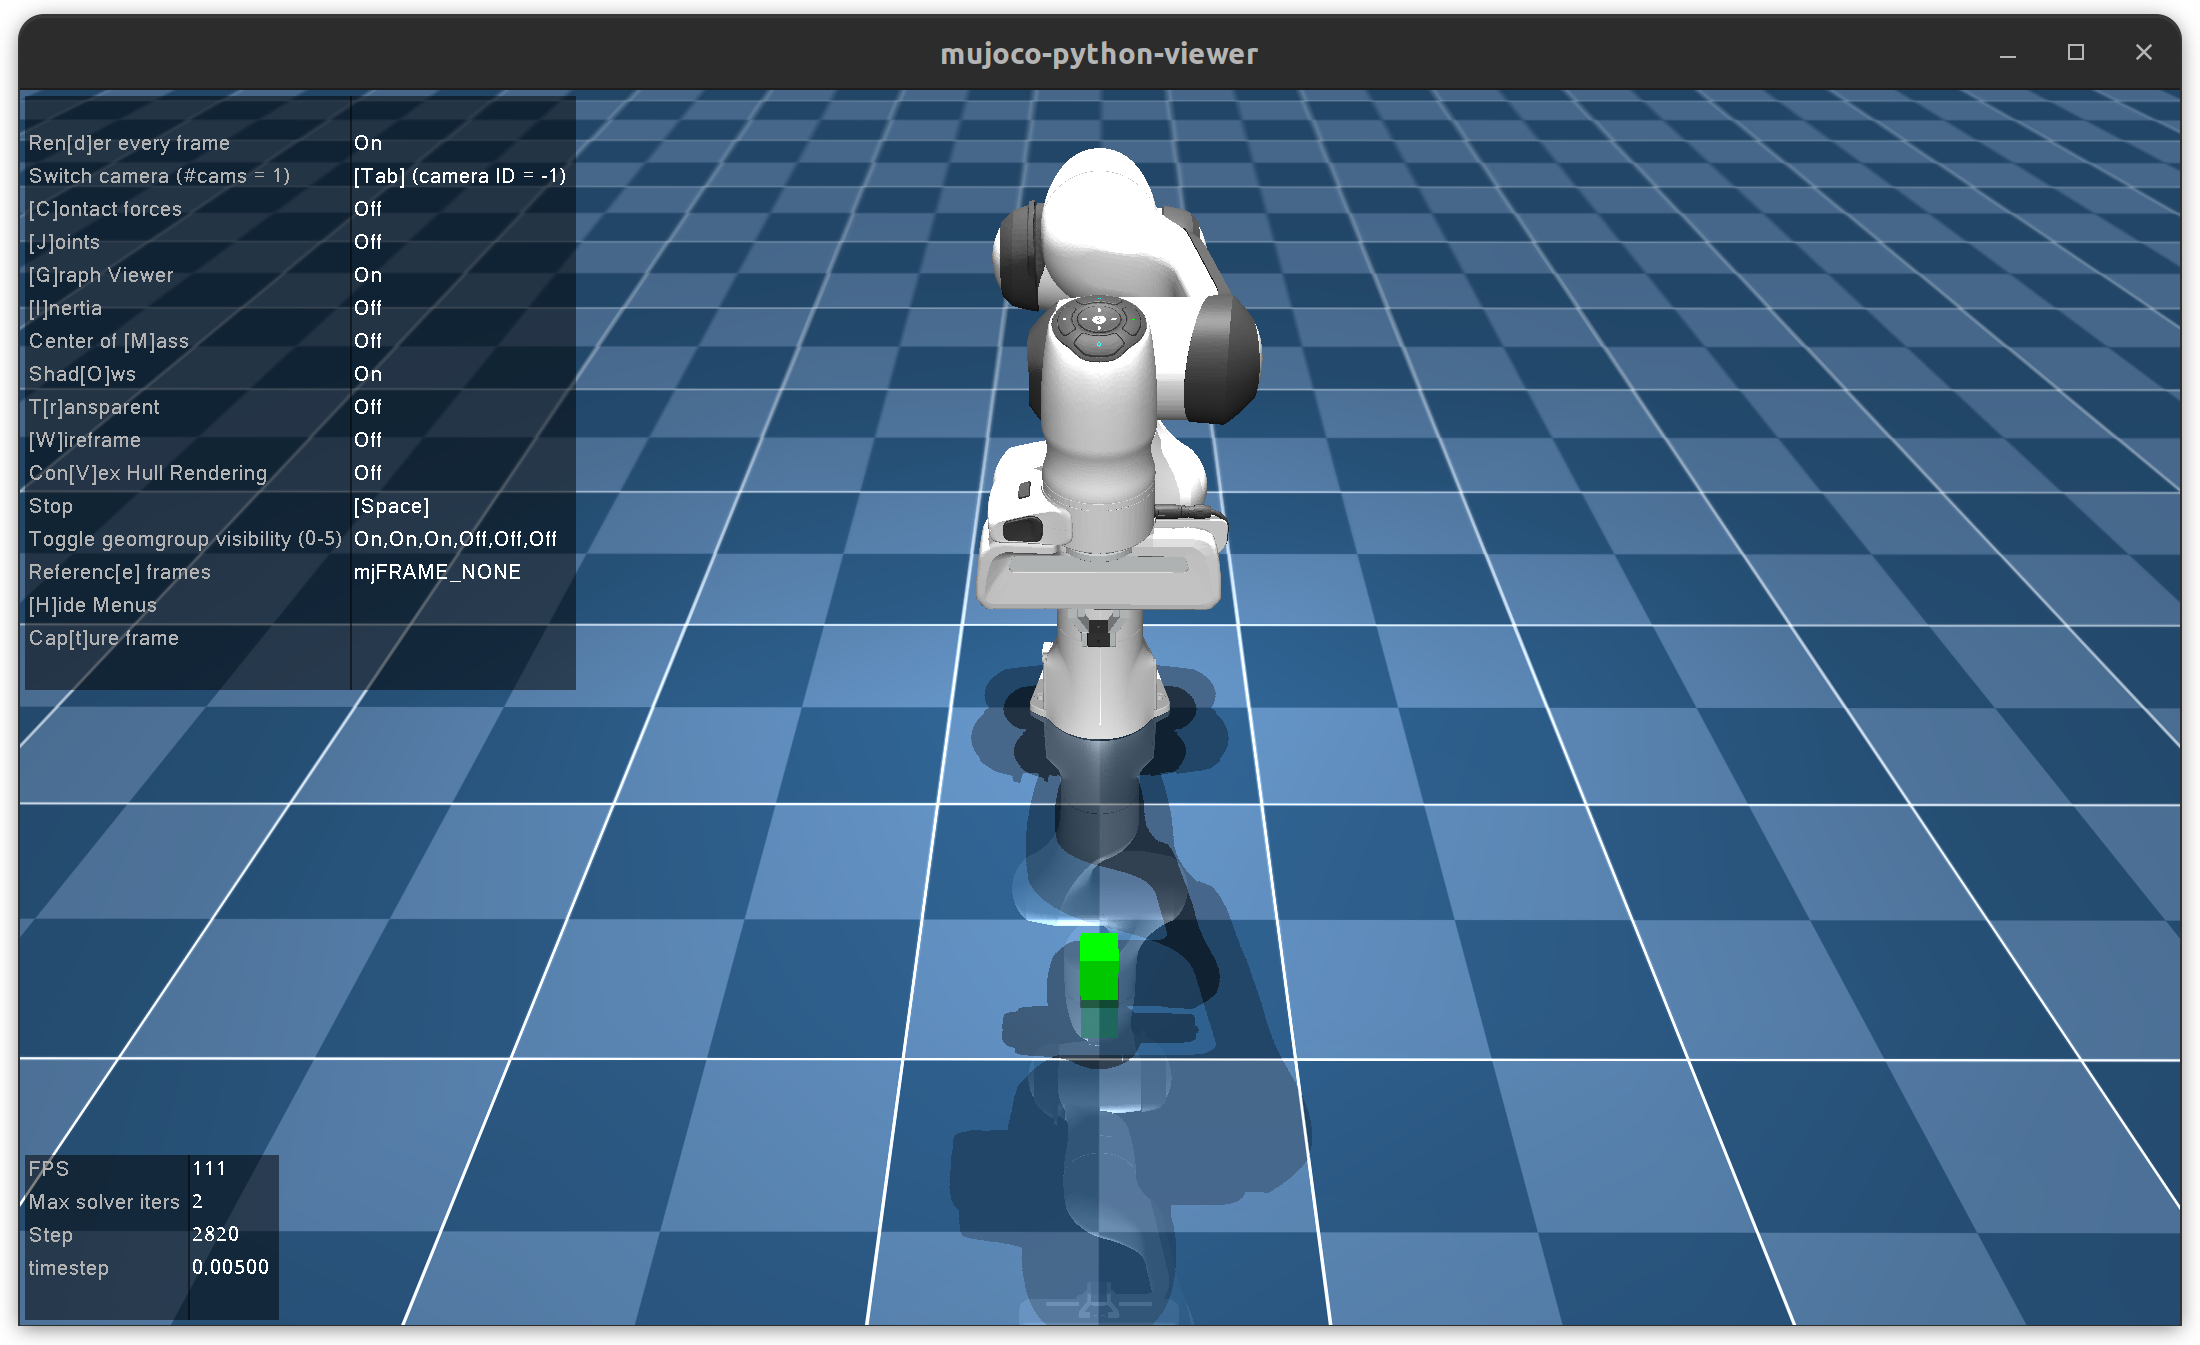 mujoco-python-viewer
Ren[d]er every frame On
Switch camera (#cams = 1) [Tab] (camera ID = -1)
[C]ontact forces Off
[J]oints Off
[G]raph Viewer On
[I]nertia Off
Center of [M]ass Off
Shad[O]ws On
T[r]ansparent Off
[W]ireframe Off
Con[V]ex Hull Rendering Off
Stop [Space]
Toggle geomgroup visibility (0-5) On,On,On,Off,Off,Off
Referenc[e] frames mjFRAME_NONE
[H]ide Menus
Cap[t]ure frame
FPS 111
Max solver iters 2
Step 2820
timestep 0.00500